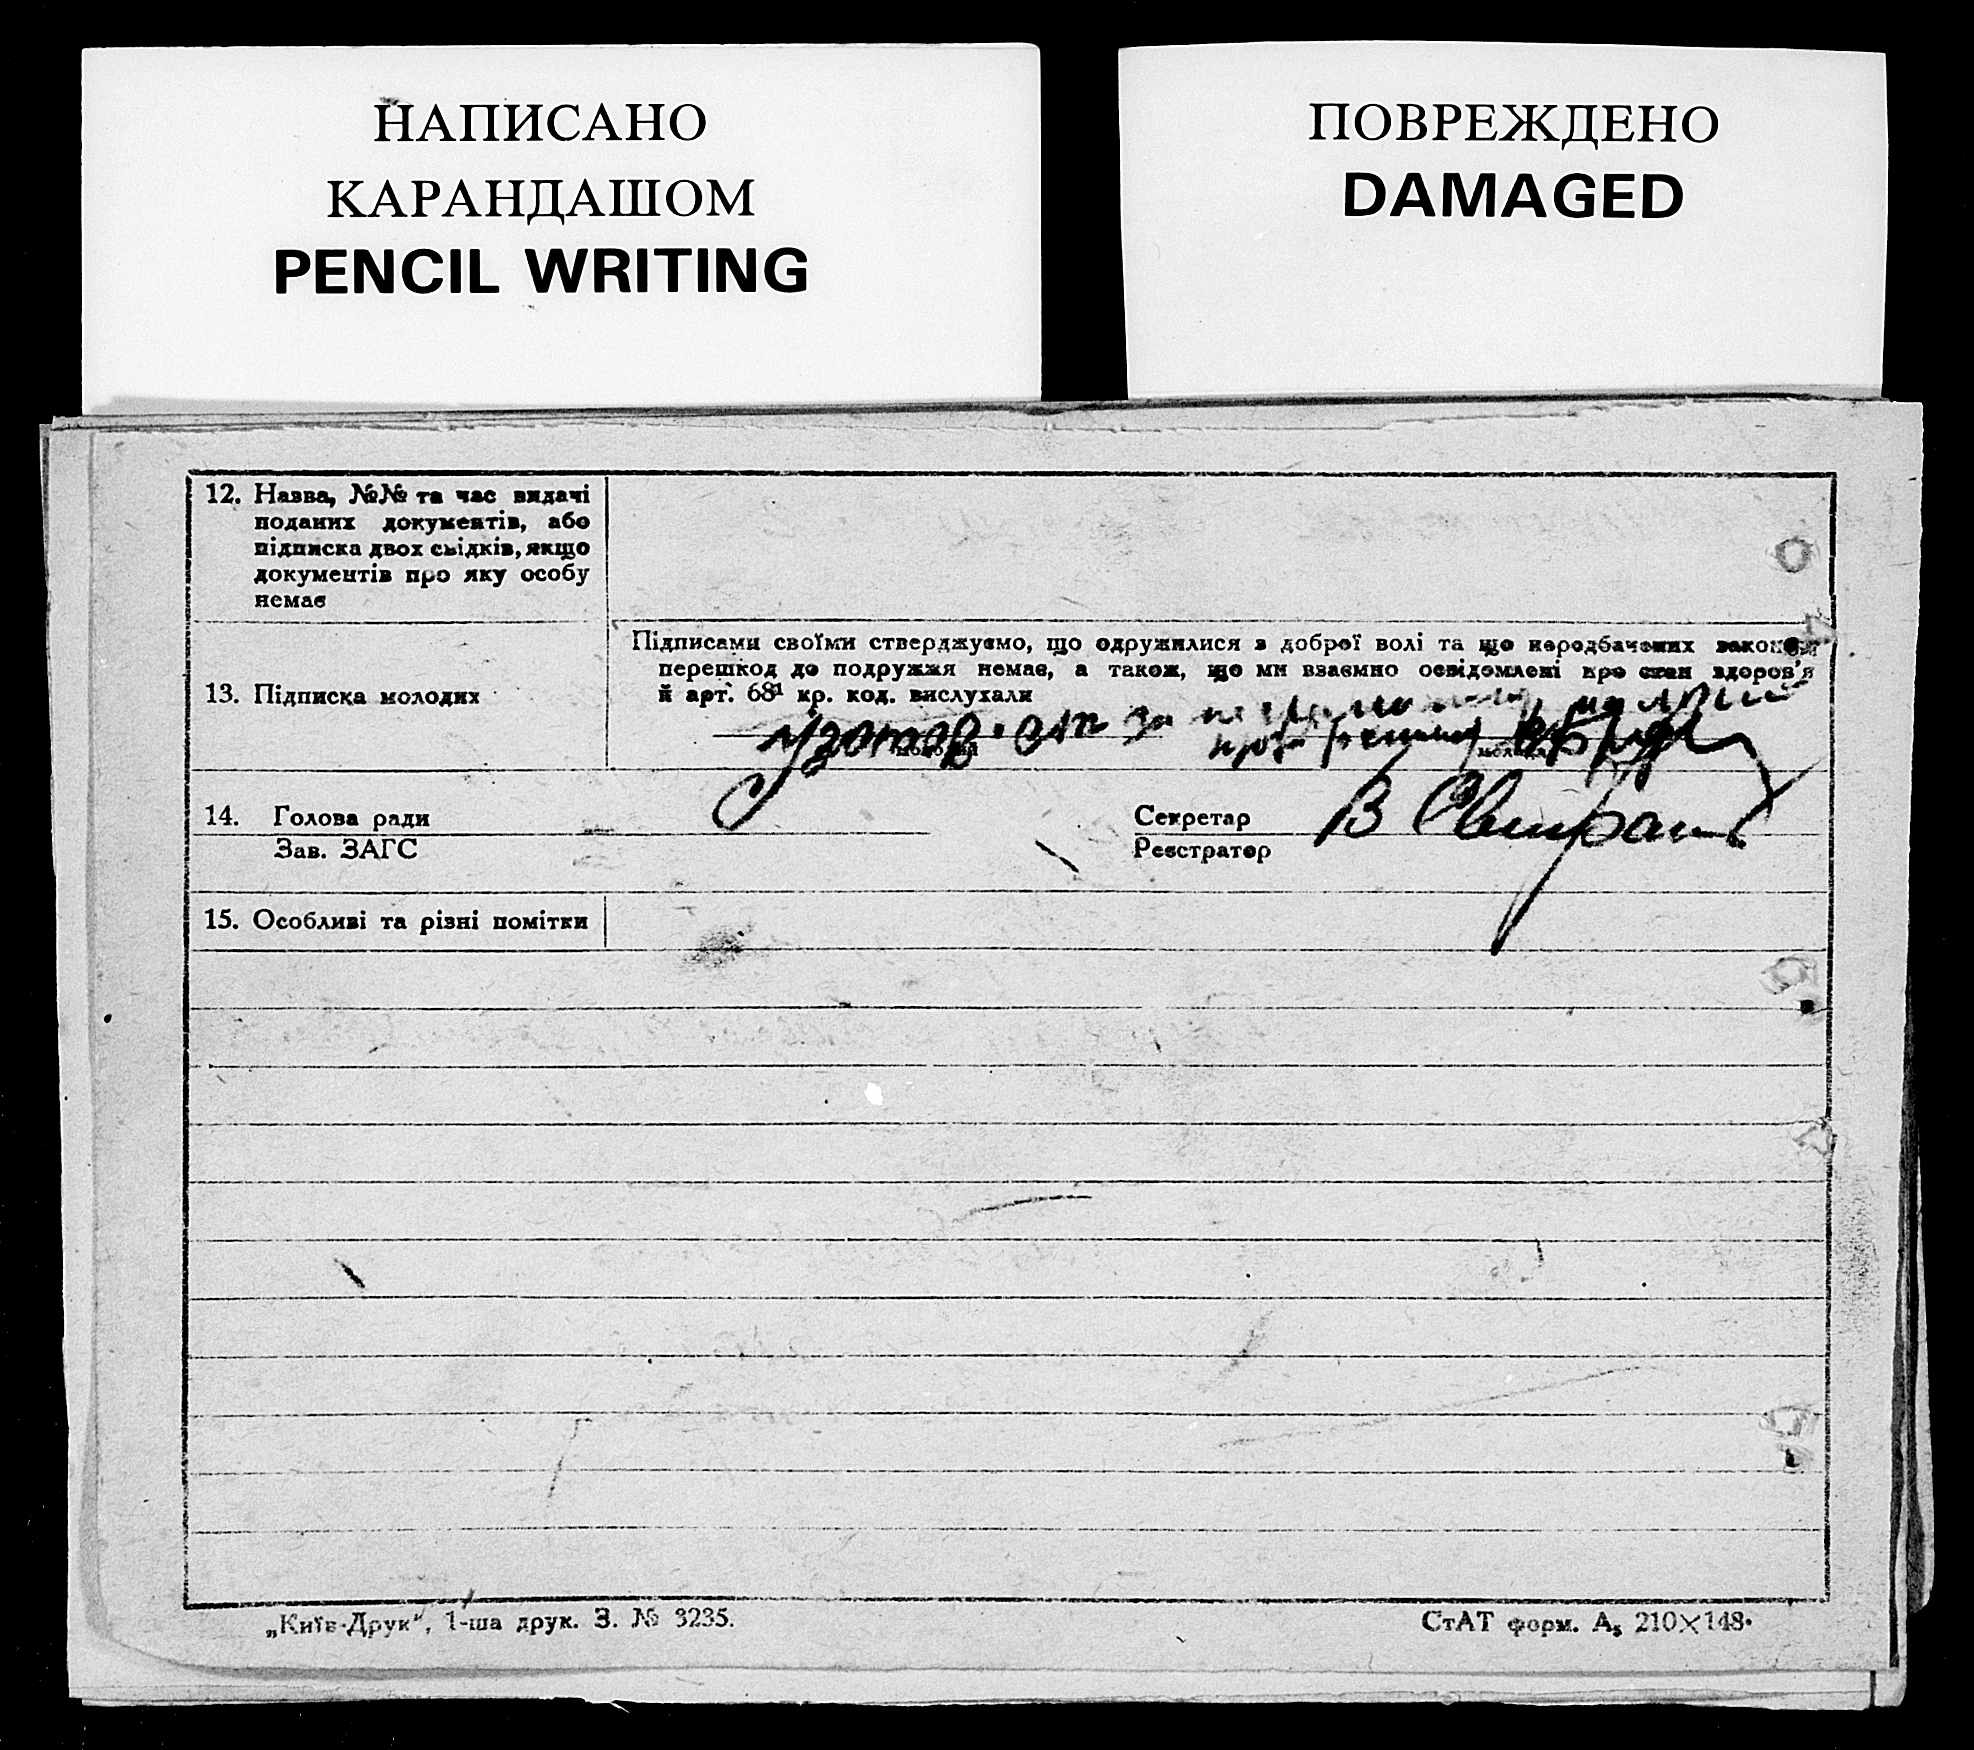 НАПИСАНО
КАРАНДАШОМ
PENCIL WRITING
ПОВРЕЖДЕНО
DAMAGED
12. Назва, №№ та час видачі
поданих документів, або
підписка двох свідків, якщо
документів про яку особу
немає
13. Підписка молодих
Підписами своїми стверджуємо, що одружилися з доброї волі та що передбачених законом
перешкод до подружжя немає, а також, що ми взаємно освідомлені про стан здоров'я
й арт. 68¹ кр. код. вислухали
за
14. Голова ради
Зав. ЗАГС
Секретар
Реєстратор
В
15. Особливі та різні помітки
„Київ-Друк“, 1-ша друк. З. № 3235.
СтАТ форм. А₅ 210×148.